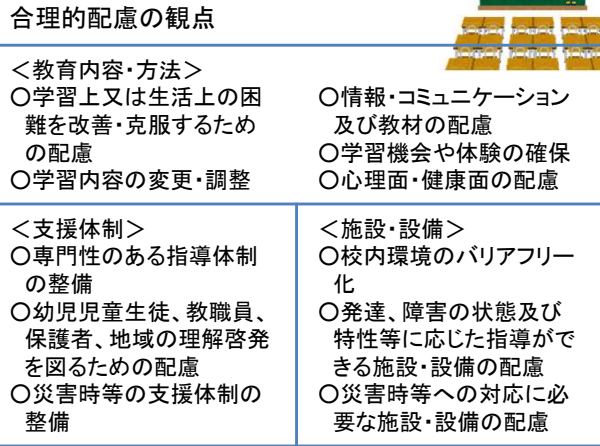 合理的配慮の観点
＜教育内容・方法＞
○学習上又は生活上の困
難を改善・克服するため
の配慮
○学習内容の変更・調整
○情報・コミュニケーション
及び教材の配慮
○学習機会や体験の確保
○心理面・健康面の配慮
＜支援体制＞
○専門性のある指導体制
の整備
○幼児児童生徒、教職員、
保護者、地域の理解啓発
を図るための配慮
○災害時等の支援体制の
整備
＜施設・設備＞
○校内環境のバリアフリー
化
○発達、障害の状態及び
特性等に応じた指導がで
きる施設・設備の配慮
○災害時等への対応に必
要な施設・設備の配慮